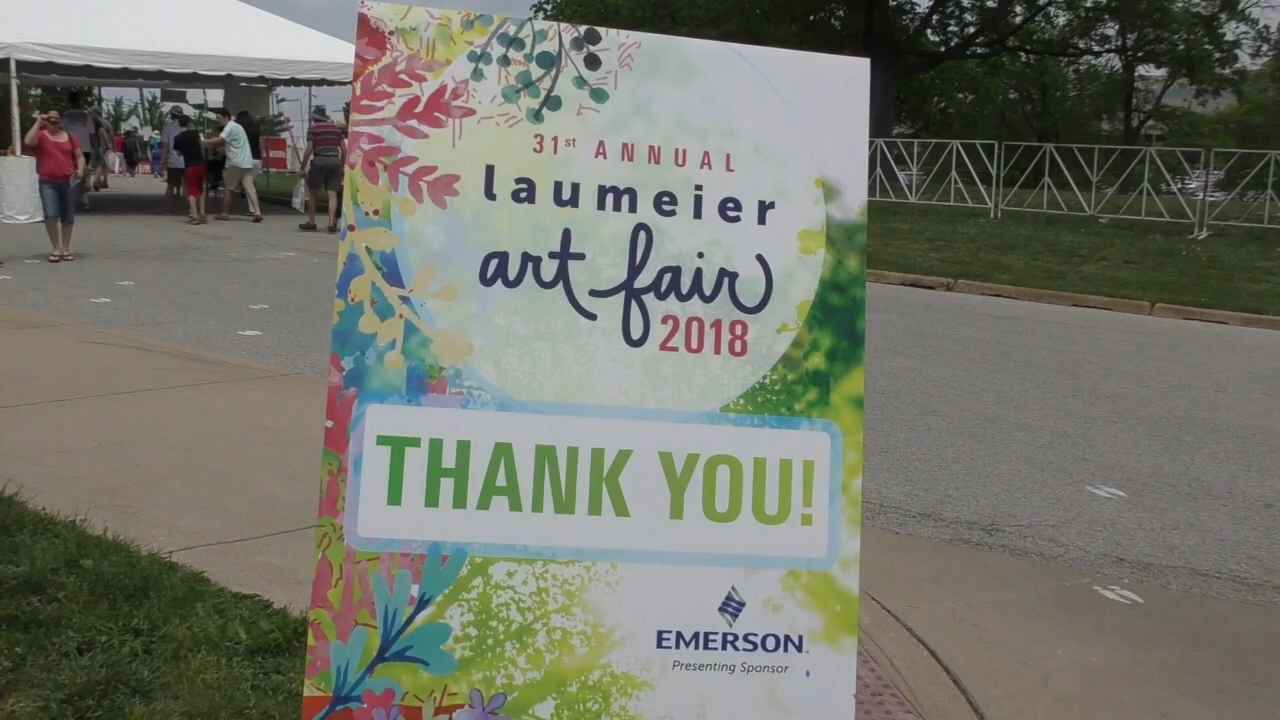 31st ANNUAL
laumeier
art fair
2018
THANK YOU!
EMERSON
Presenting Sponsor